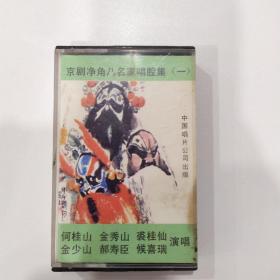 京剧净角八名家唱腔集（一）
中国唱片公司出版
何桂山 金秀山 裘桂仙
金少山 郝寿臣 候喜瑞 演唱